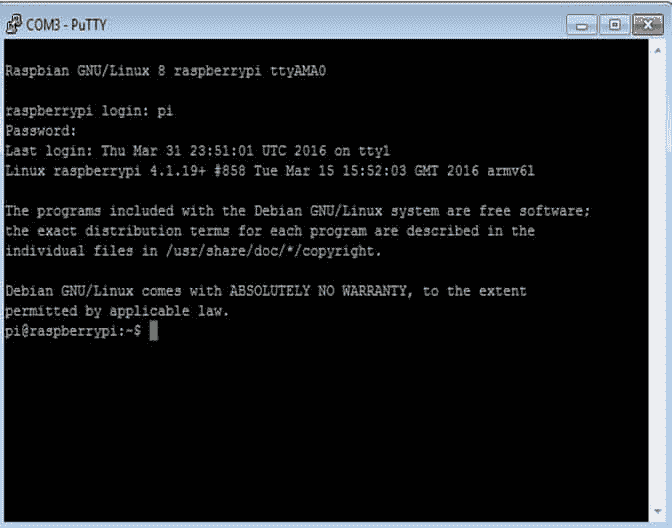 COM3 - PuTTY
Raspbian GNU/Linux 8 raspberrypi ttyAMA0
raspberrypi login: pi
Password:
Last login: Thu Mar 31 23:51:01 UTC 2016 on tty1
Linux raspberrypi 4.1.19+ #858 Tue Mar 15 15:52:03 GMT 2016 armv6l
The programs included with the Debian GNU/Linux system are free software;
the exact distribution terms for each program are described in the
individual files in /usr/share/doc/*/copyright.
Debian GNU/Linux comes with ABSOLUTELY NO WARRANTY, to the extent
permitted by applicable law.
pi@raspberrypi:~$